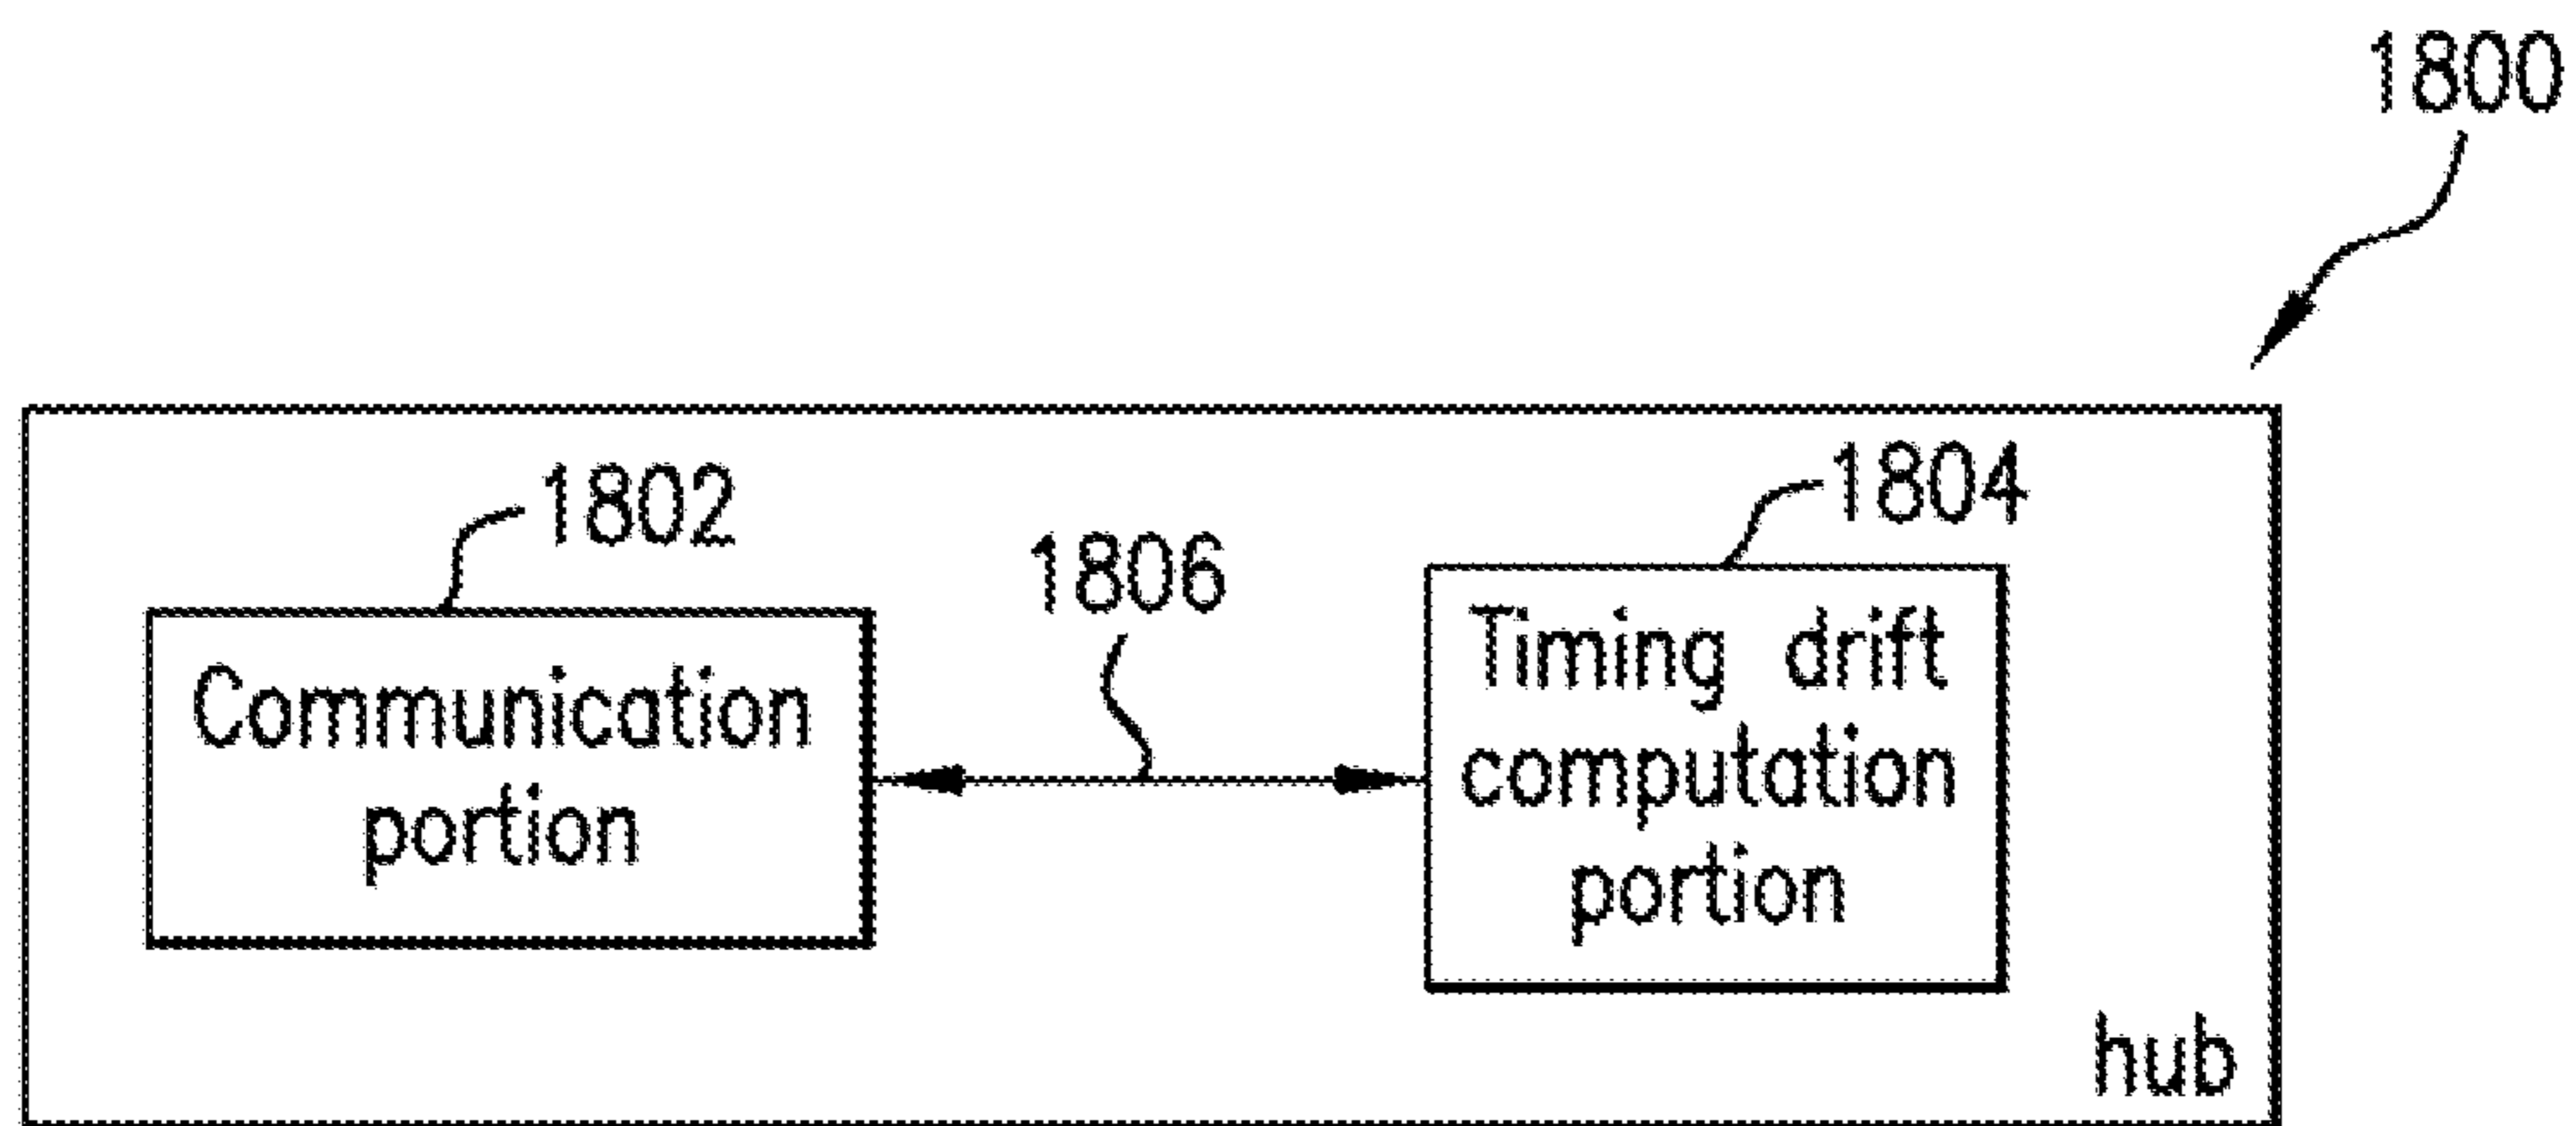 1800
1802
1804
1806
Communication
portion
Timing drift
computation
portion
hub